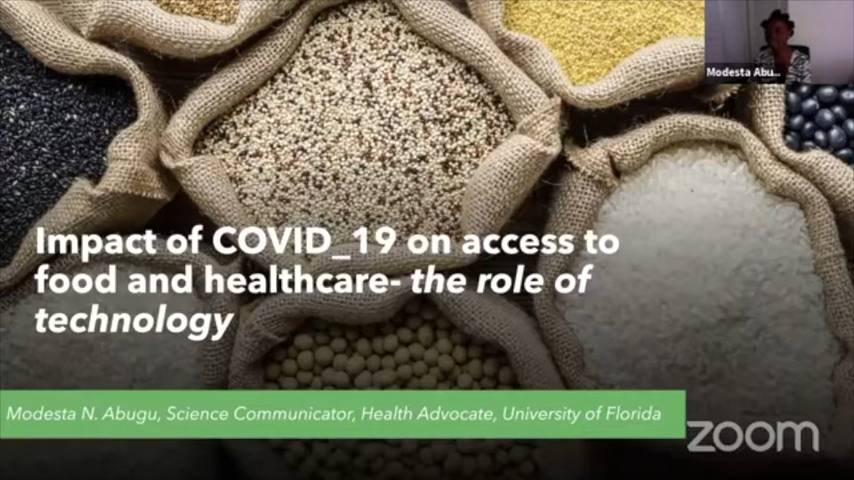 Modesta Abu...
Impact of COVID_19 on access to
food and healthcare- the role of
technology
Modesta N. Abugu, Science Communicator, Health Advocate, University of Florida
zoom